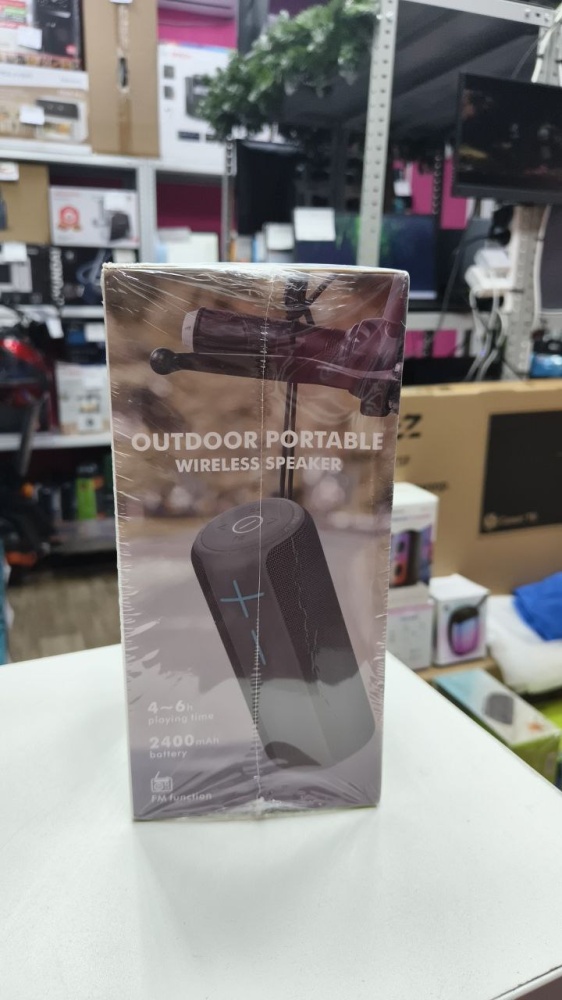 OUTDOOR PORTABLE
WIRELESS SPEAKER
4~6h
playing time
2400mAh
battery
FM function